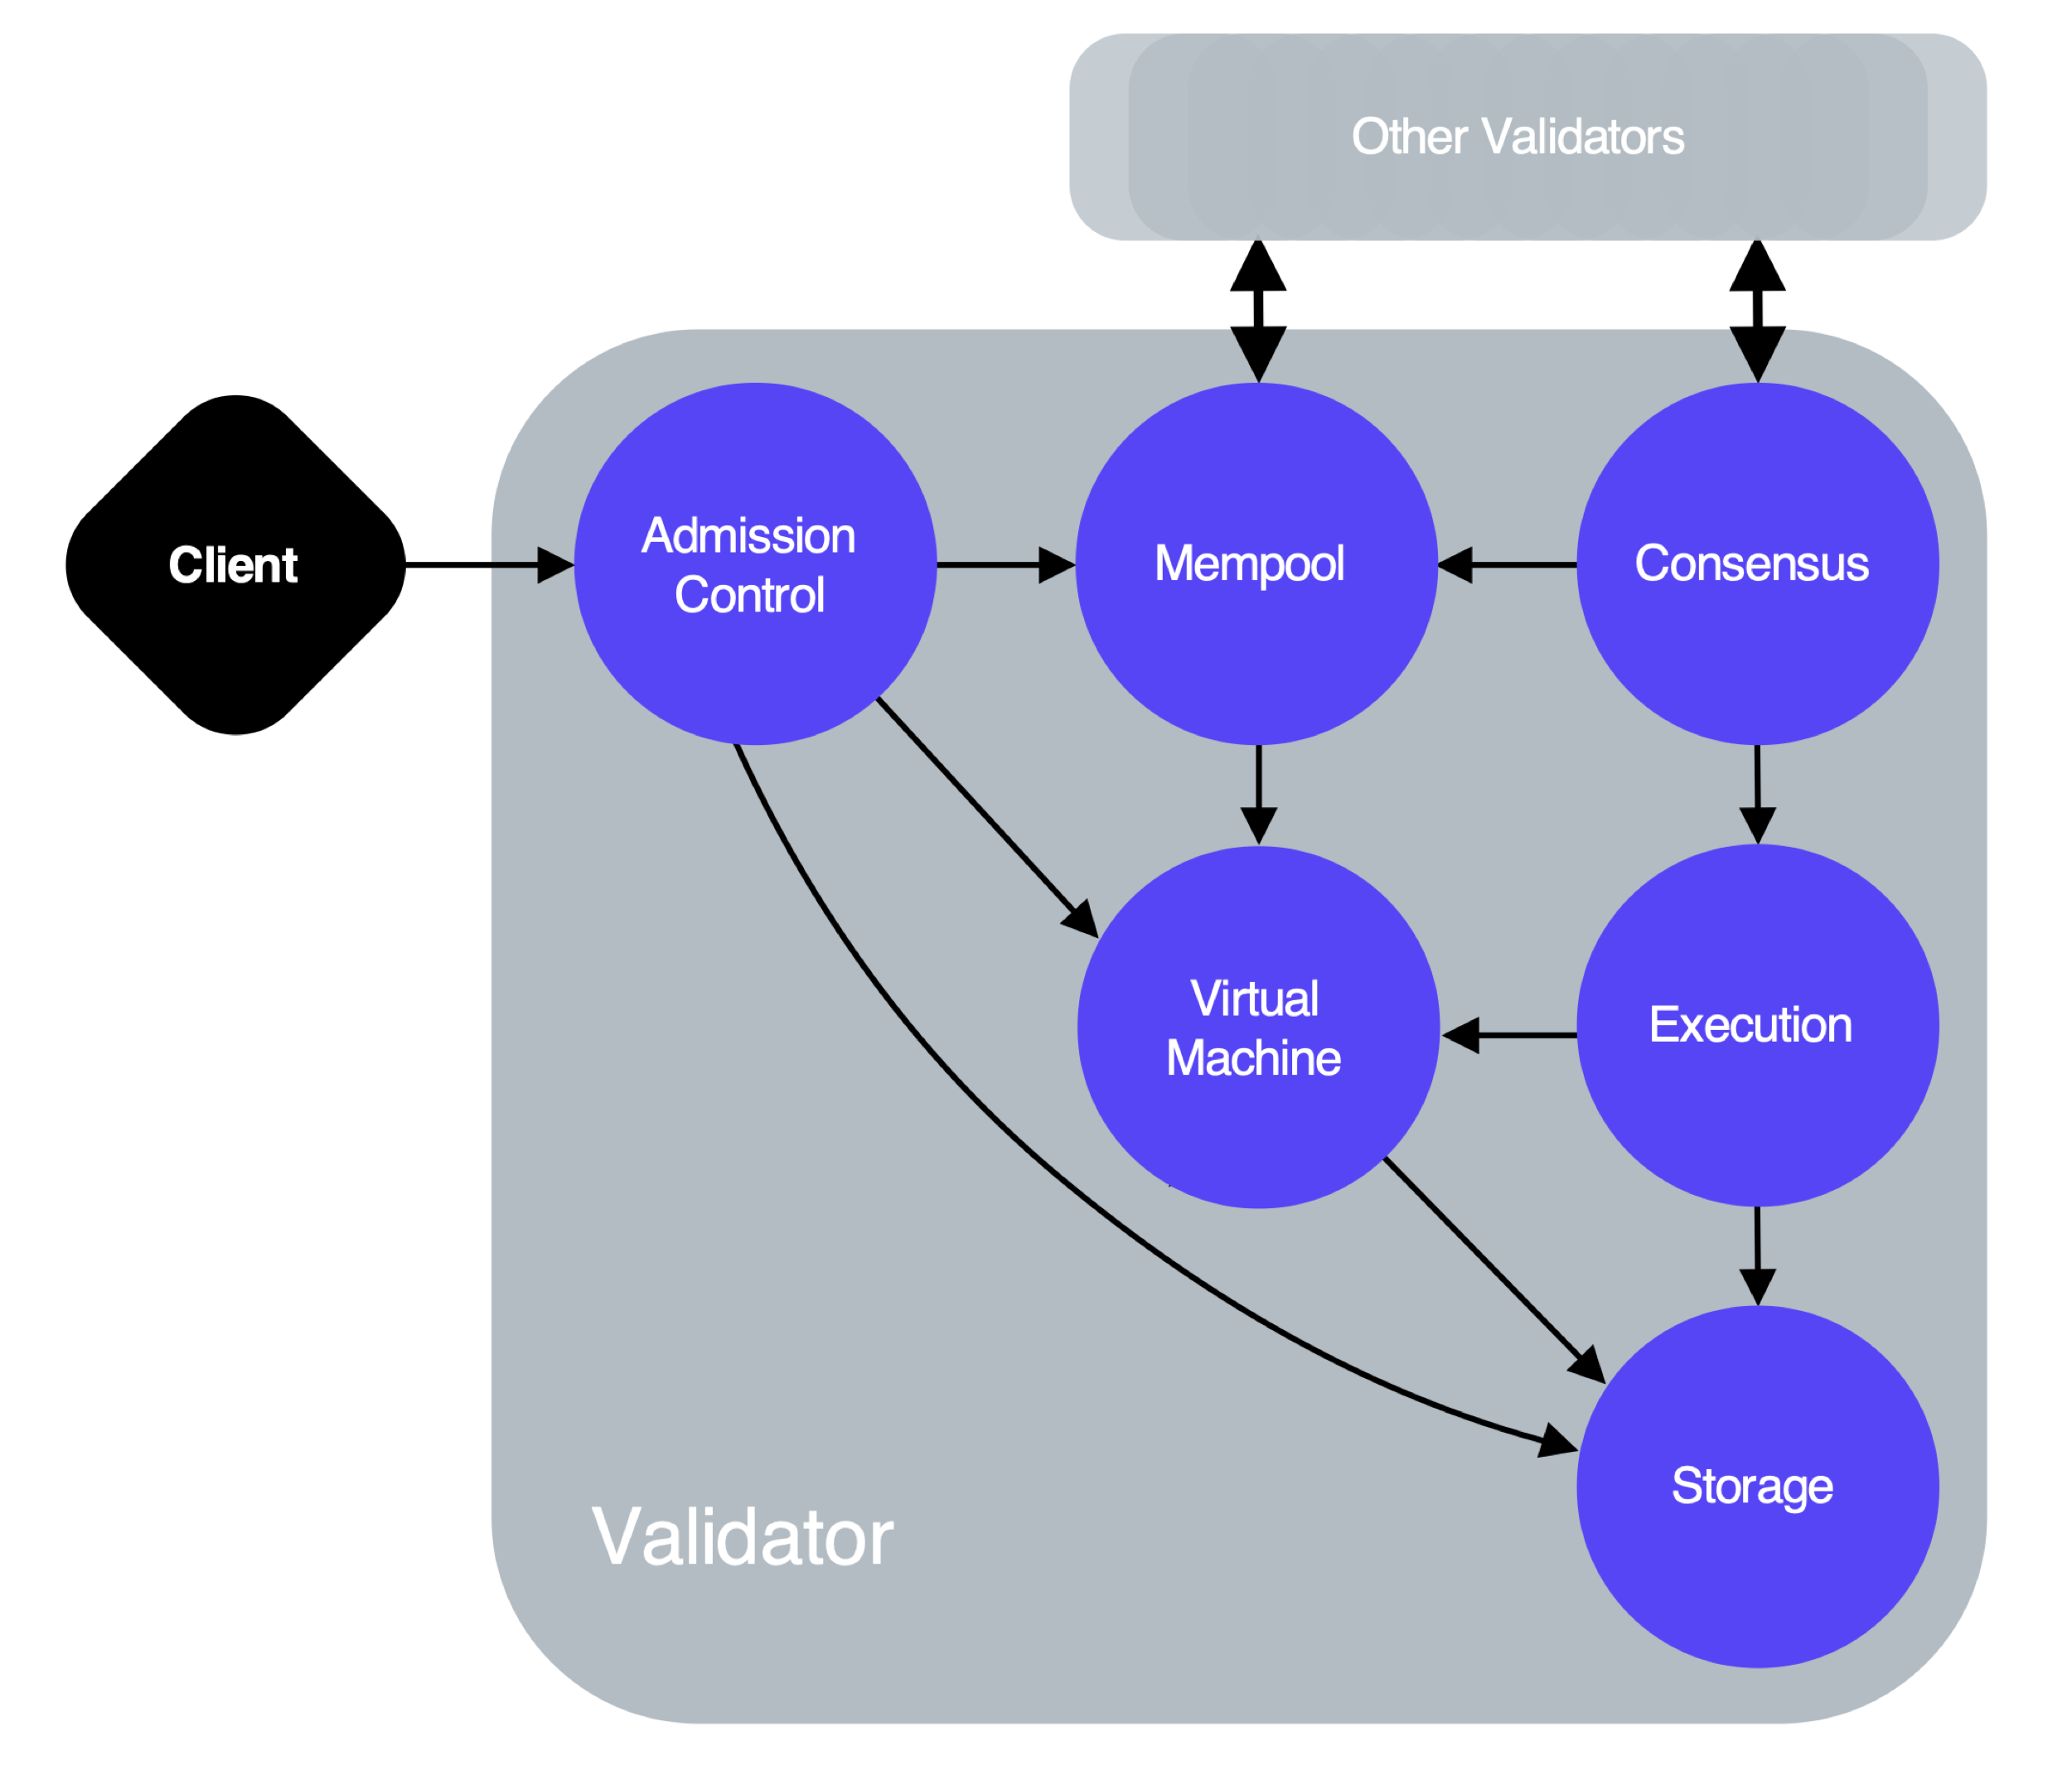 Other Validators
Client
Admission
Control
Mempool
Consensus
Virtual
Machine
Execution
Storage
Validator